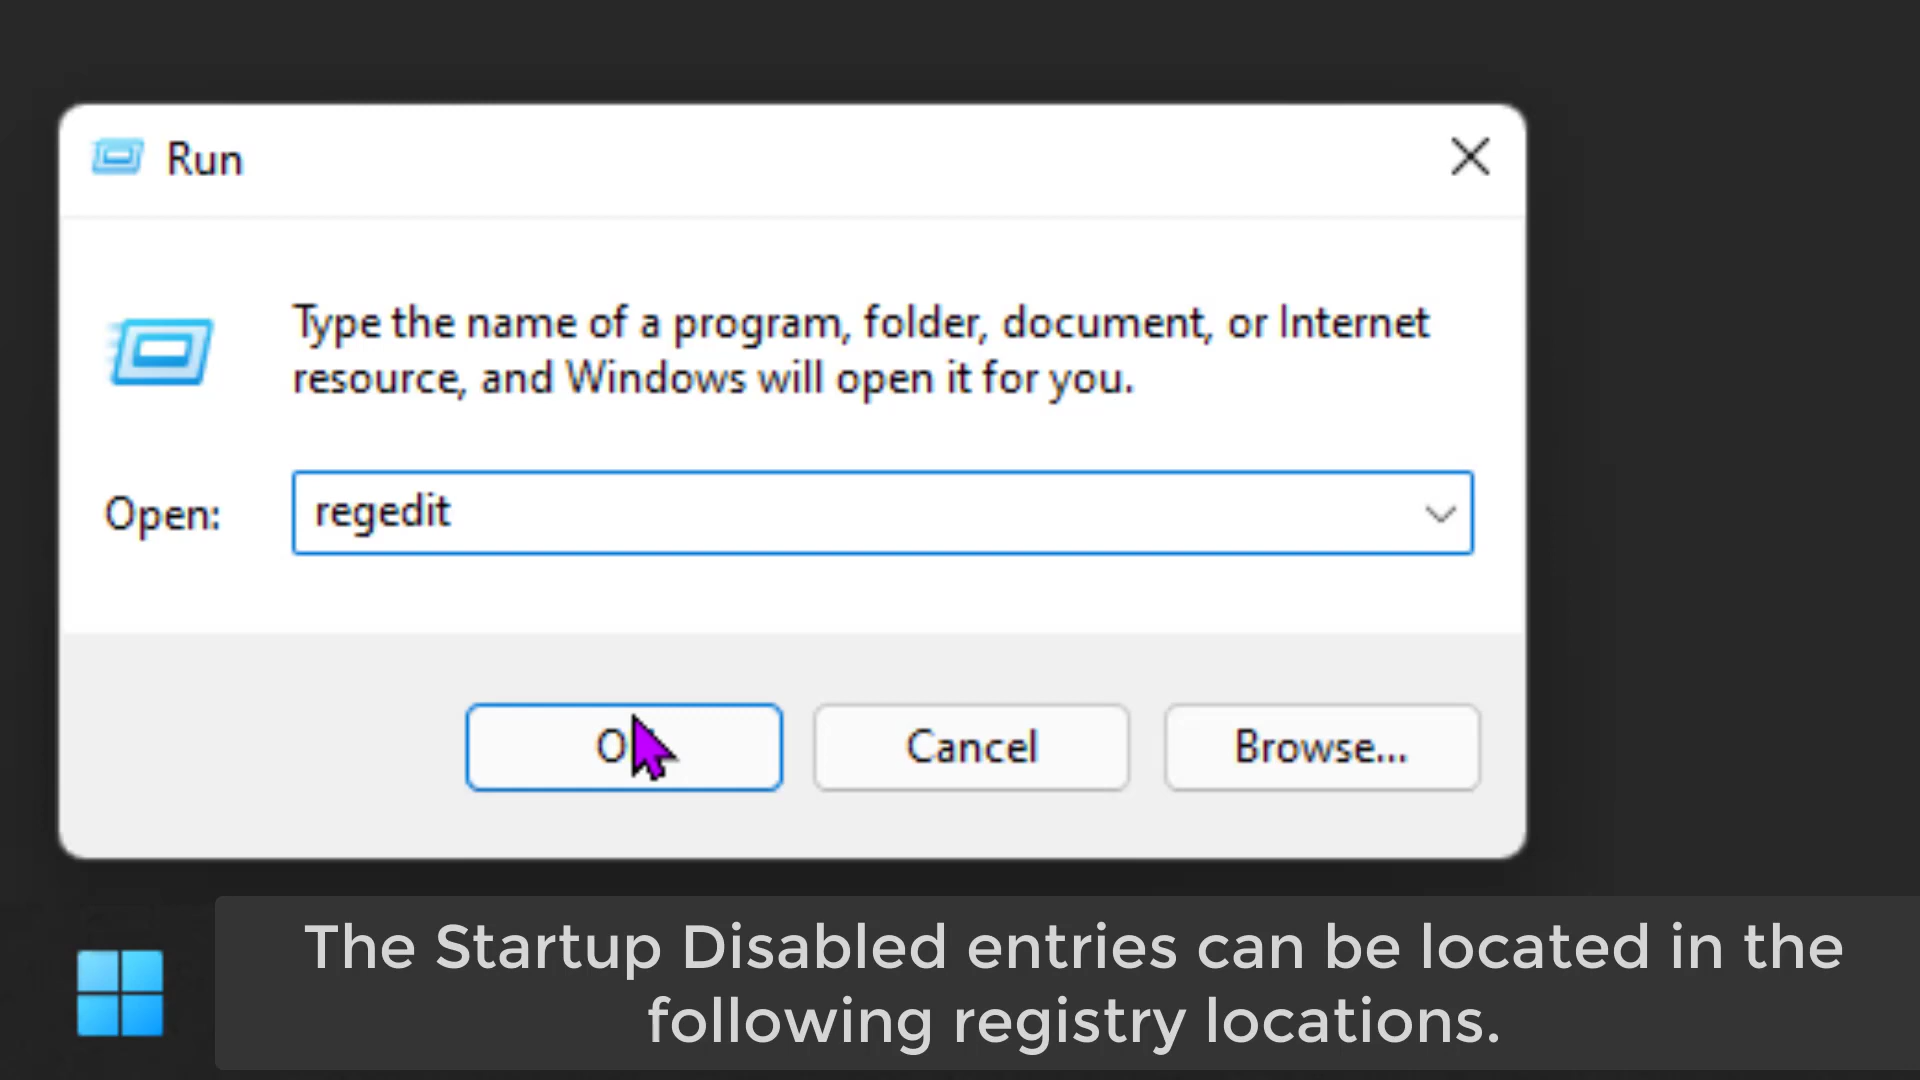 Run
Type the name of a program, folder, document, or Internet
resource, and Windows will open it for you.
Open:
regedit
Cancel
Browse...
The Startup Disabled entries can be located in the
following registry locations.